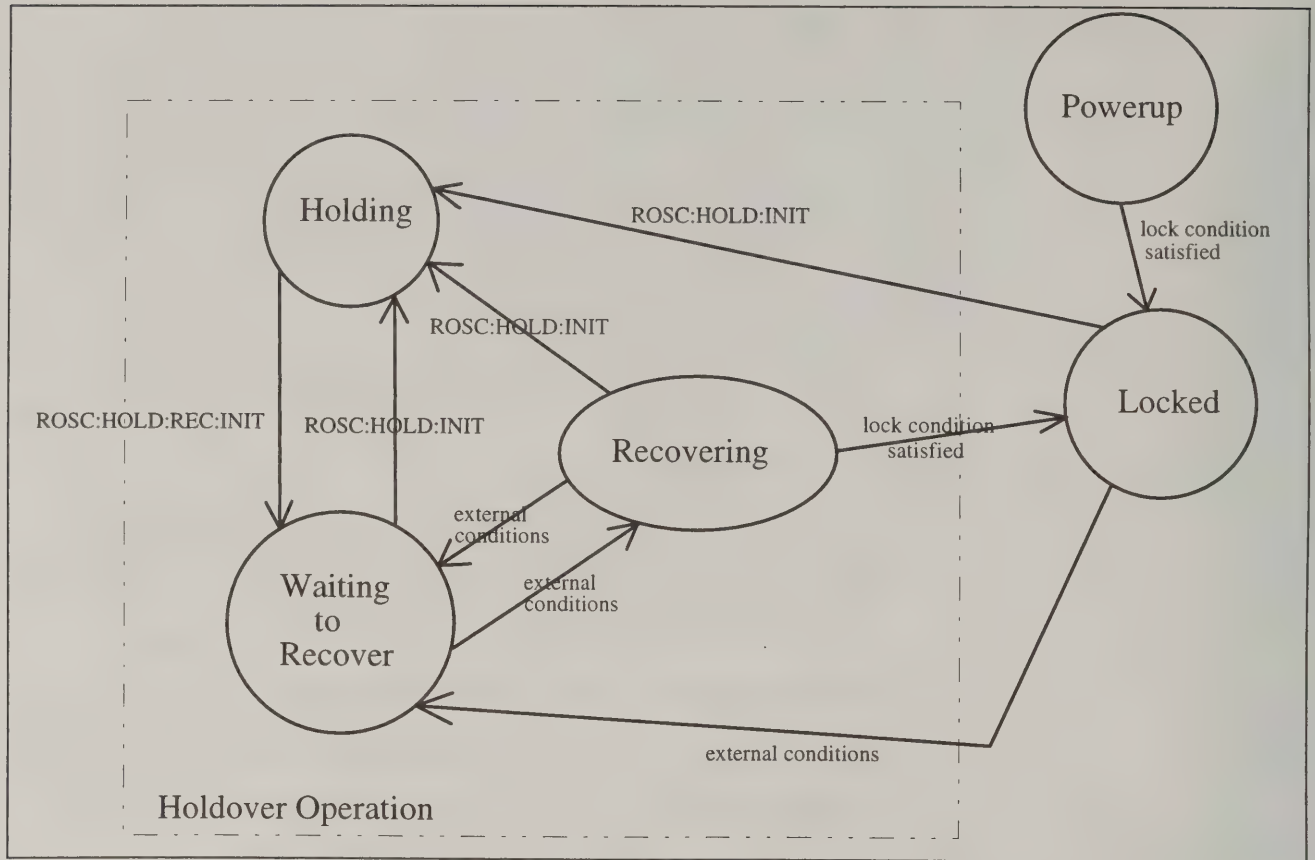 Powerup
Holding
ROSC:HOLD:INIT
lock condition
satisfied
ROSC:HOLD:INIT
Locked
ROSC:HOLD:REC:INIT
ROSC:HOLD:INIT
Recovering
lock condition
satisfied
external
conditions
external
conditions
Waiting
to
Recover
external conditions
Holdover Operation